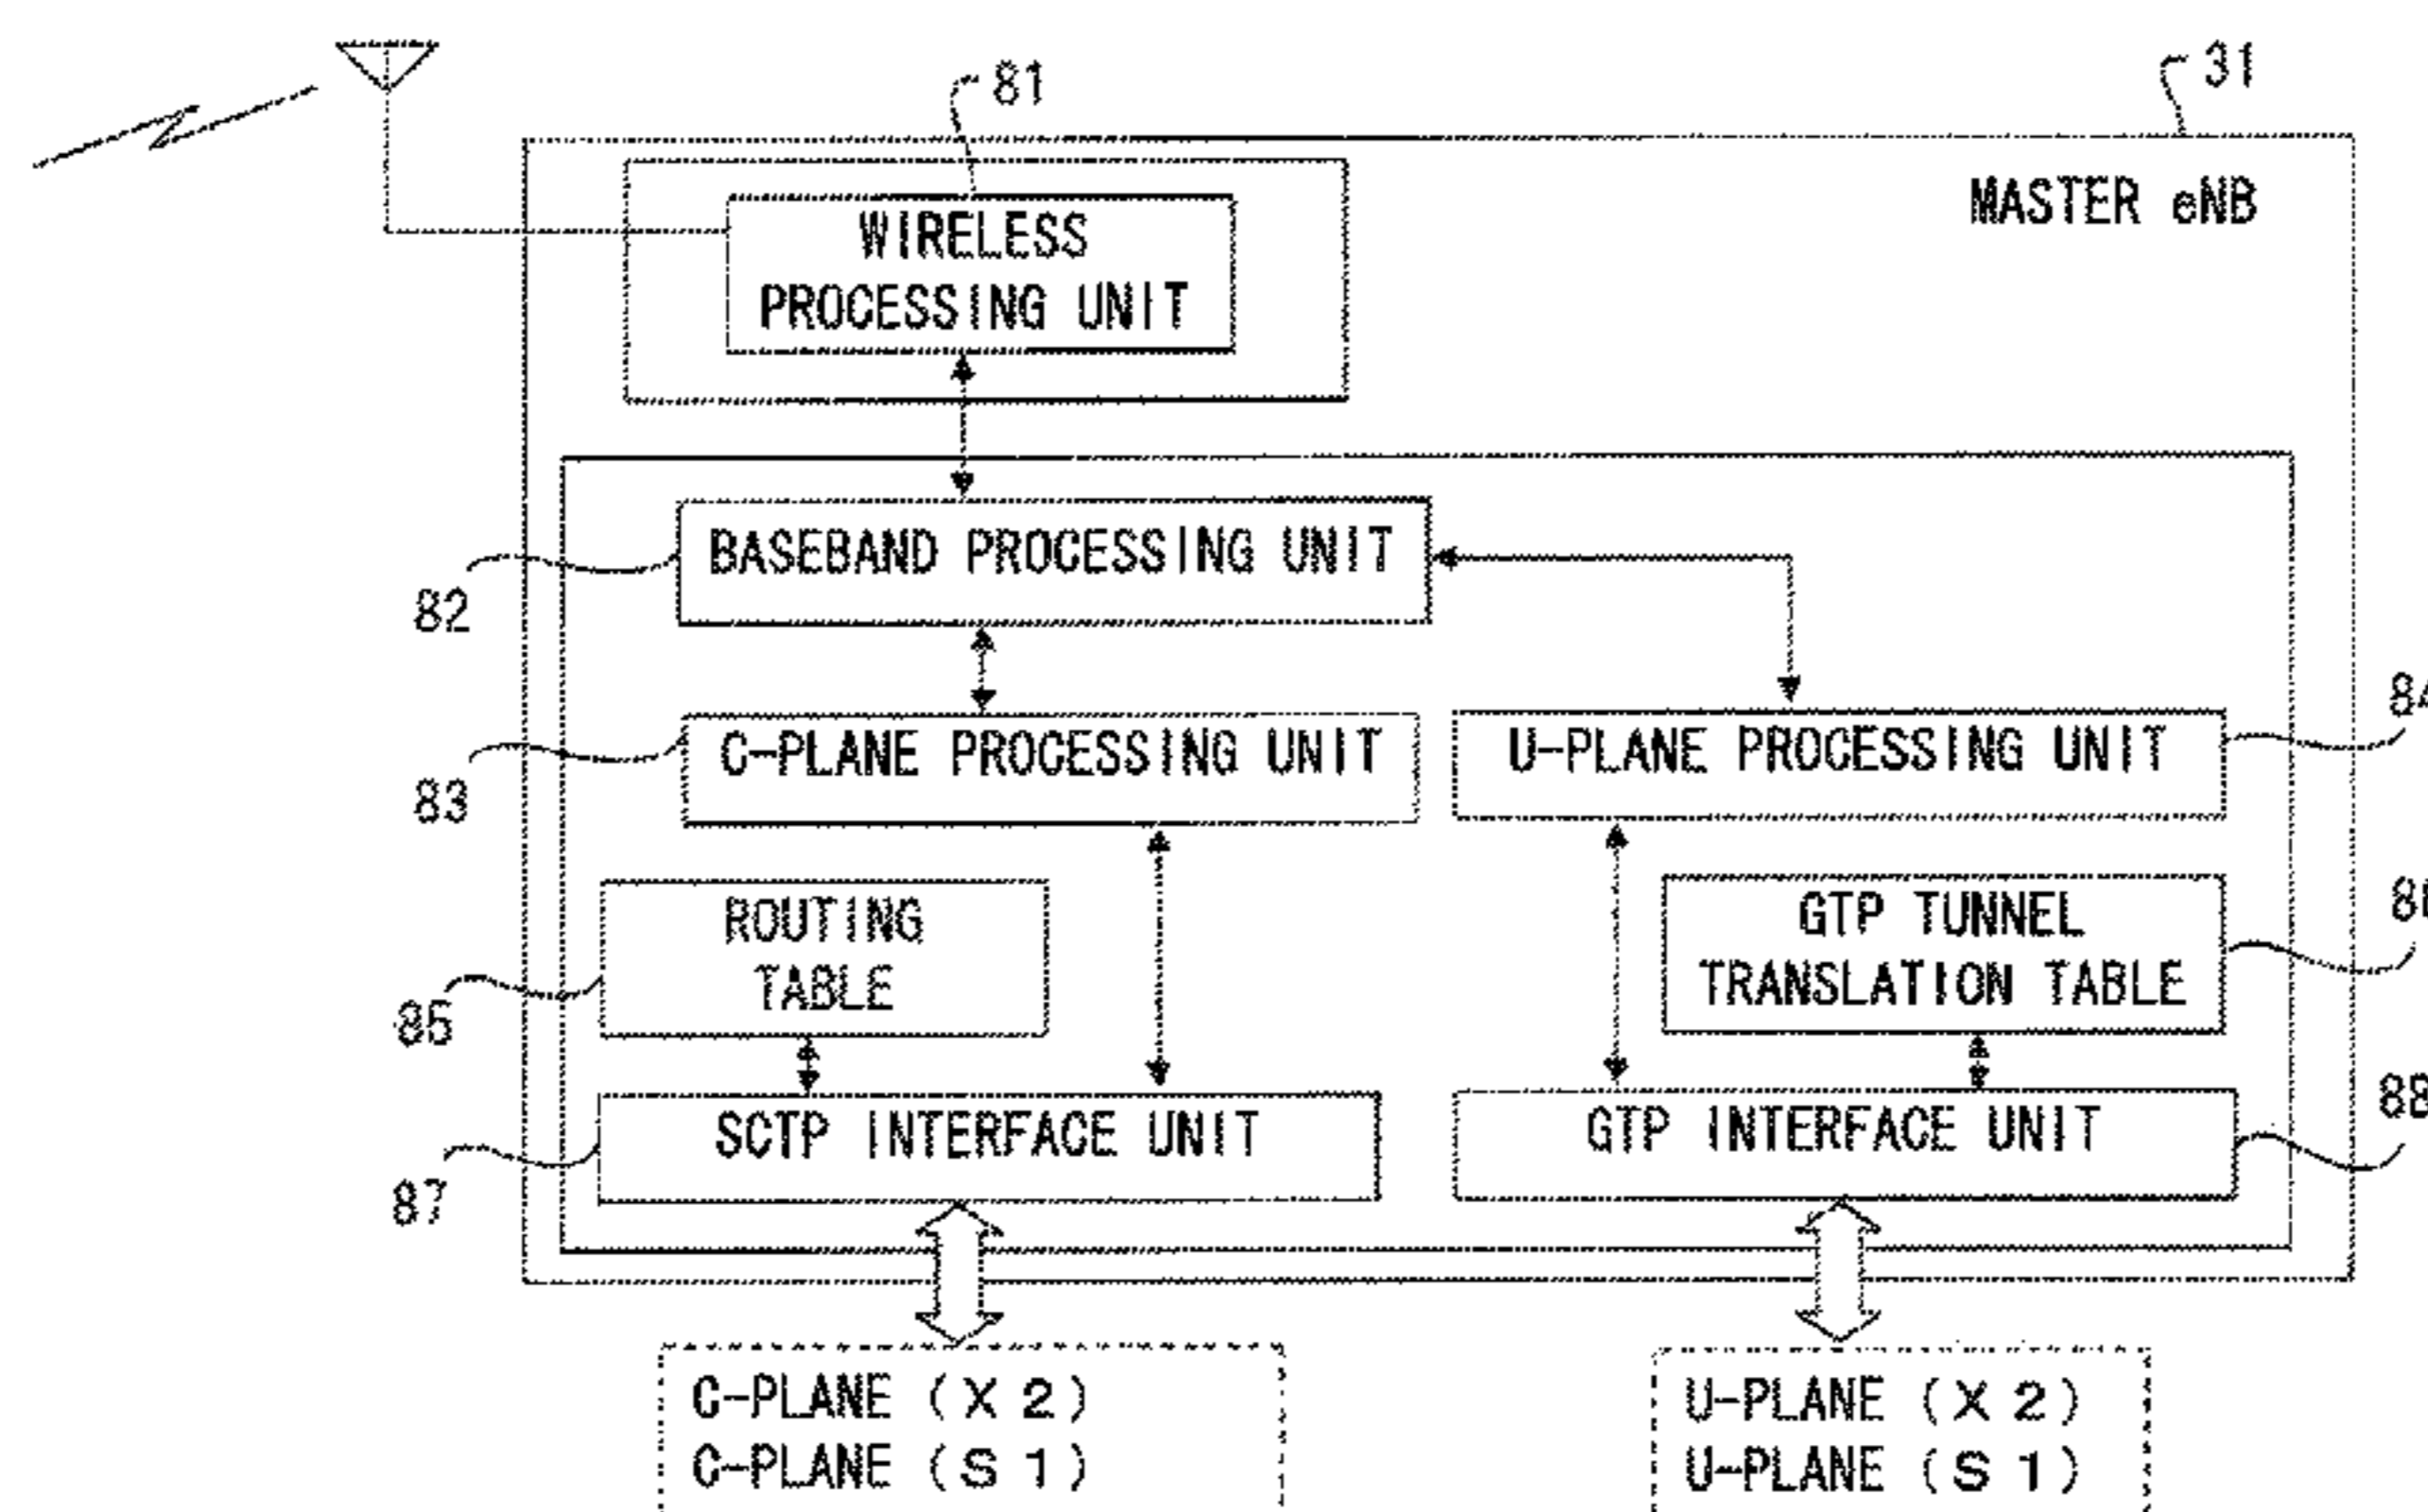 81
31
MASTER eNB
WIRELESS
PROCESSING UNIT
BASEBAND PROCESSING UNIT
82
C-PLANE PROCESSING UNIT
83
U-PLANE PROCESSING UNIT
84
ROUTING
TABLE
85
GTP TUNNEL
TRANSLATION TABLE
SCTP INTERFACE UNIT
87
GTP INTERFACE UNIT
88
C-PLANE (X2)
C-PLANE (S1)
U-PLANE (X2)
U-PLANE (S1)